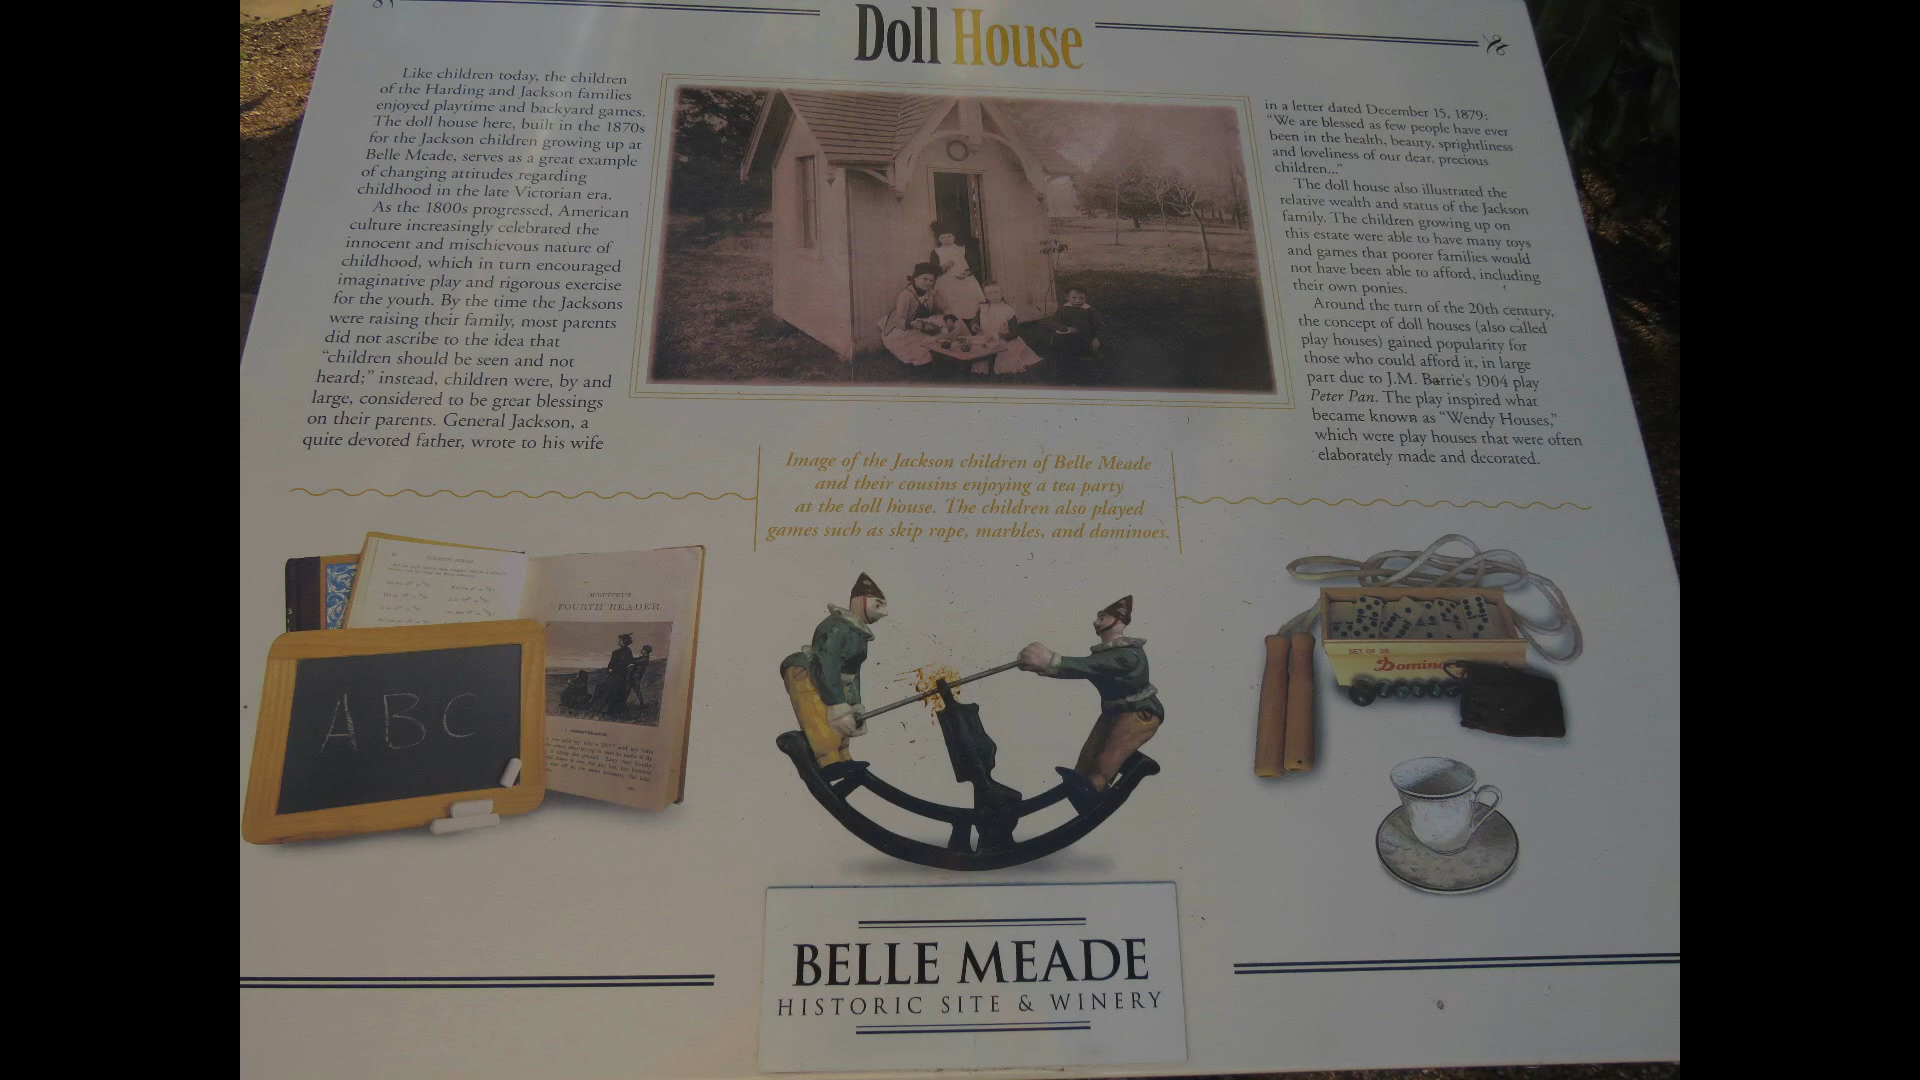 Doll House
Like children today, the children
of the Harding and Jackson families
enjoyed playtime and backyard games.
The doll house here, built in the 1870s
for the Jackson children growing up at
Belle Meade, serves as a great example
of changing attitudes regarding
childhood in the late Victorian era.
As the 1800s progressed, American
culture increasingly celebrated the
innocent and mischievous nature of
childhood, which in turn encouraged
imaginative play and rigorous exercise
for the youth. By the time the Jacksons
were raising their family, most parents
did not ascribe to the idea that
“children should be seen and not
heard;” instead, children were, by and
large, considered to be great blessings
on their parents. General Jackson, a
quite devoted father, wrote to his wife
in a letter dated December 15, 1879:
“We are blessed as few people have ever
been in the health, beauty, sprightliness
and loveliness of our dear, precious
children...”
The doll house also illustrated the
relative wealth and status of the Jackson
family. The children growing up on
this estate were able to have many toys
and games that poorer families would
not have been able to afford, including
their own ponies.
Around the turn of the 20th century,
the concept of doll houses (also called
play houses) gained popularity for
those who could afford it, in large
part due to J.M. Barrie's 1904 play
Peter Pan. The play inspired what
became known as “Wendy Houses,”
which were play houses that were often
elaborately made and decorated.
Image of the Jackson children of Belle Meade
and their cousins enjoying a tea party
at the doll house. The children also played
games such as skip rope, marbles, and dominoes.
McGUFFEY'S
FOURTH READER.
ABC
SET OF 28
Domino
BELLE MEADE
HISTORIC SITE & WINERY